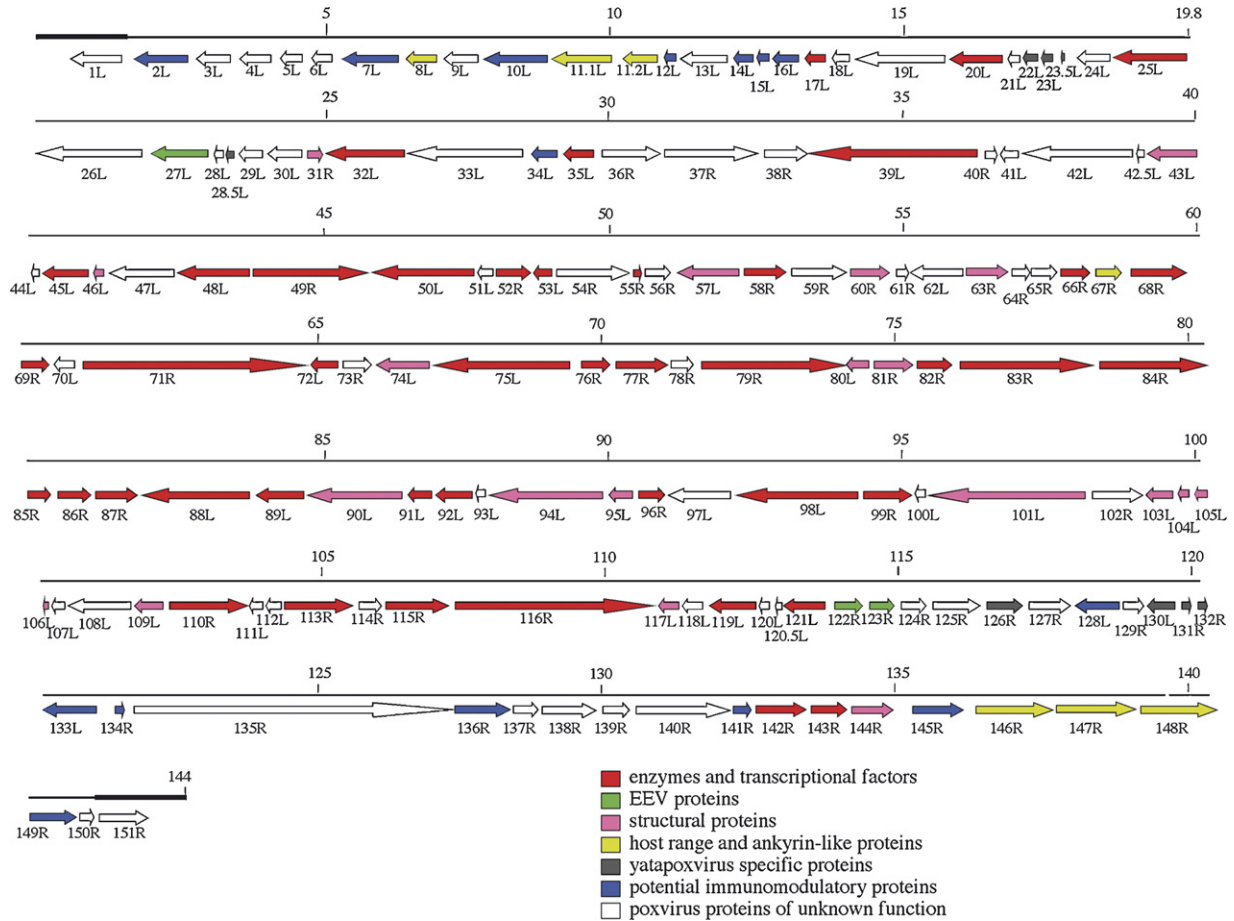 5 10 15 19.8
1L 2L 3L 4L 5L 6L 7L 8L 9L 10L 11.1L 11.2L 12L 13L 14L 15L 16L 17L 18L 19L 20L 21L 22L 23L 23.5L 24L 25L
25 30 35 40
26L 27L 28L 28.5L 29L 30L 31R 32L 33L 34L 35L 36R 37R 38R 39L 40R 41L 42L 42.5L 43L
45 50 55 60
44L 45L 46L 47L 48L 49R 50L 51L 52R 53L 54R 55R 56R 57L 58R 59R 60R 61R 62L 63R 64R 65R 66R 67R 68R
65 70 75 80
69R 70L 71R 72L 73R 74L 75L 76R 77R 78R 79R 80L 81R 82R 83R 84R
85 90 95 100
85R 86R 87R 88L 89L 90L 91L 92L 93L 94L 95L 96R 97L 98L 99R 100L 101L 102R 103L 104L 105L
105 110 115 120
106L 107L 108L 109L 110R 111L 112L 113R 114R 115R 116R 117L 118L 119L 120L 120.5L 121L 122R 123R 124R 125R 126R 127R 128L 129R 130L 131R 132R
125 130 135 140
133L 134R 135R 136R 137R 138R 139R 140R 141R 142R 143R 144R 145R 146R 147R 148R
144
149R 150R 151R
enzymes and transcriptional factors
EEV proteins
structural proteins
host range and ankyrin-like proteins
yatapoxvirus specific proteins
potential immunomodulatory proteins
poxvirus proteins of unknown function